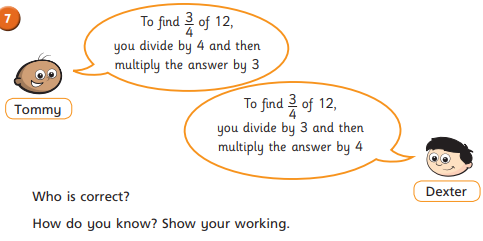 7
To find 3/4 of 12,
you divide by 4 and then
multiply the answer by 3
Tommy
To find 3/4 of 12,
you divide by 3 and then
multiply the answer by 4
Dexter
Who is correct?
How do you know? Show your working.